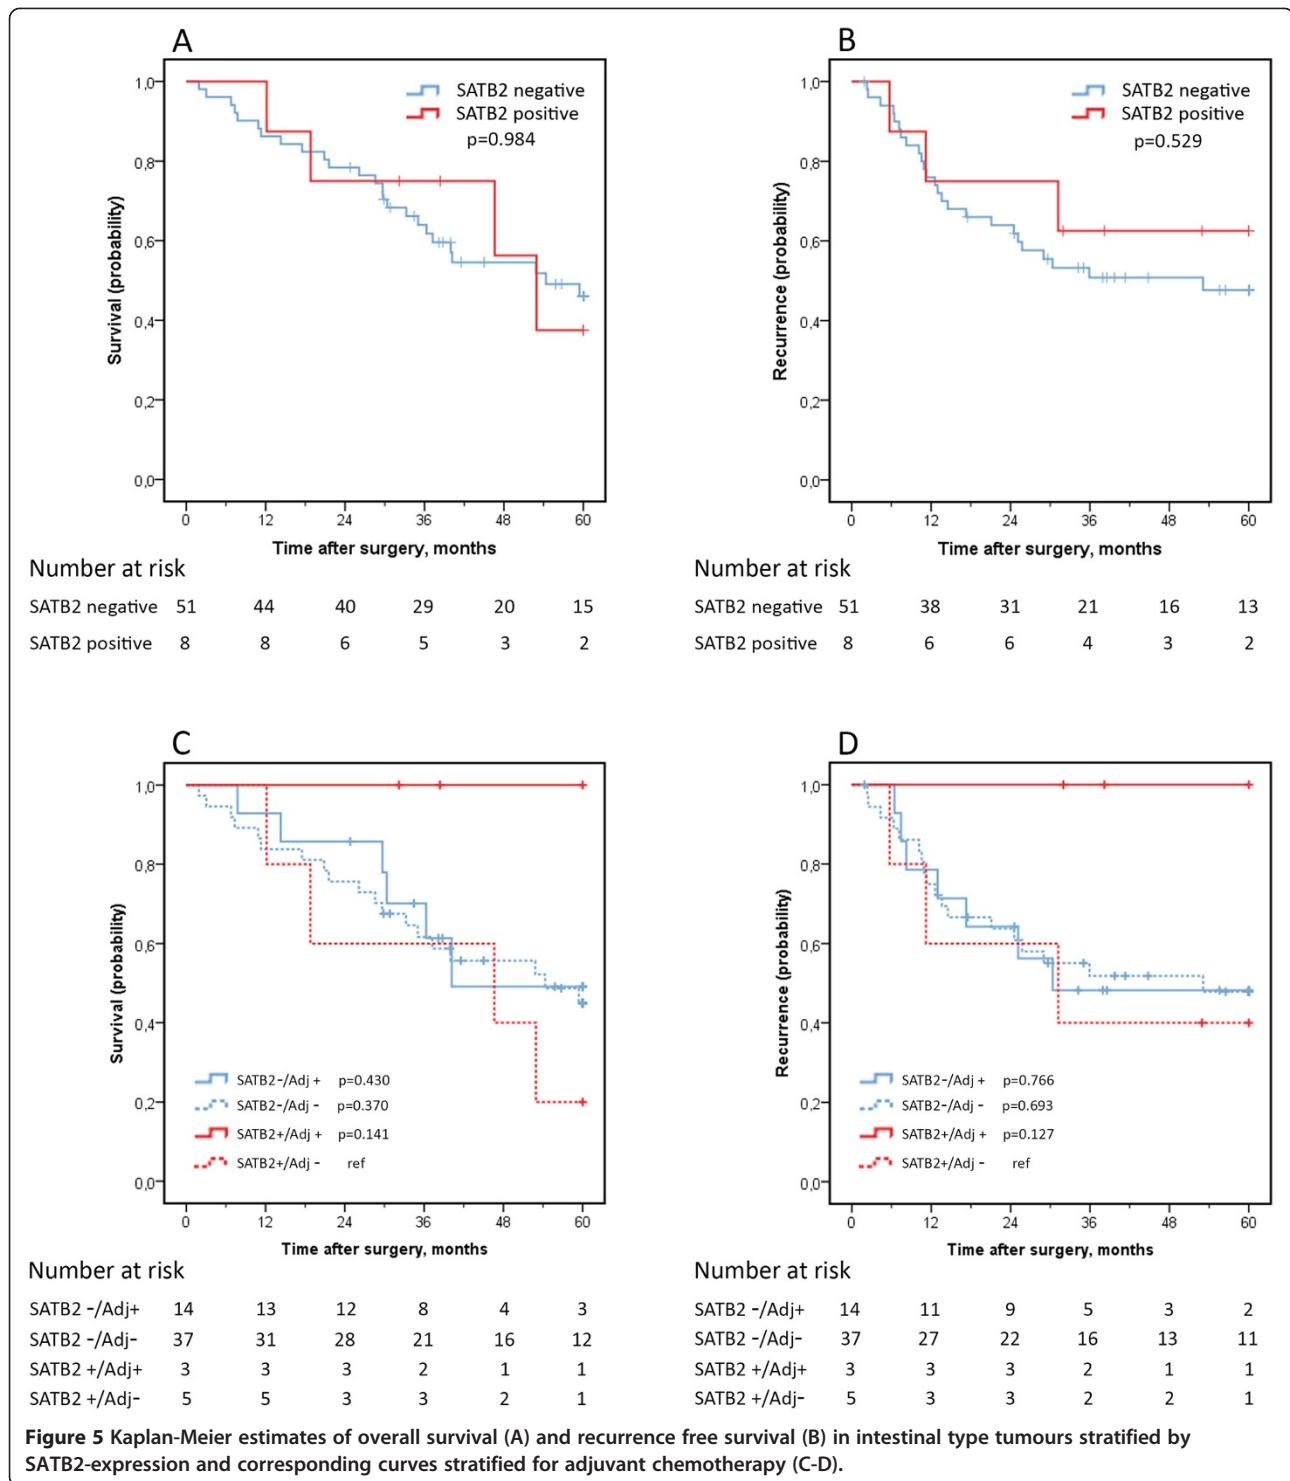 A
SATB2 negative
SATB2 positive
p=0.984
1,0
0,8
0,6
0,4
0,2
0,0
Survival (probability)
0 12 24 36 48 60
Time after surgery, months
Number at risk
SATB2 negative 51 44 40 29 20 15
SATB2 positive 8 8 6 5 3 2
B
SATB2 negative
SATB2 positive
p=0.529
1,0
0,8
0,6
0,4
0,2
0,0
Recurrence (probability)
0 12 24 36 48 60
Time after surgery, months
Number at risk
SATB2 negative 51 38 31 21 16 13
SATB2 positive 8 6 6 4 3 2
C
1,0
0,8
0,6
0,4
0,2
0,0
Survival (probability)
SATB2-/Adj + p=0.430
SATB2-/Adj - p=0.370
SATB2+/Adj + p=0.141
SATB2+/Adj - ref
0 12 24 36 48 60
Time after surgery, months
Number at risk
SATB2 -/Adj+ 14 13 12 8 4 3
SATB2 -/Adj- 37 31 28 21 16 12
SATB2 +/Adj+ 3 3 3 2 1 1
SATB2 +/Adj- 5 5 3 3 2 1
D
1,0
0,8
0,6
0,4
0,2
0,0
Recurrence (probability)
SATB2-/Adj + p=0.766
SATB2-/Adj - p=0.693
SATB2+/Adj + p=0.127
SATB2+/Adj - ref
0 12 24 36 48 60
Time after surgery, months
Number at risk
SATB2 -/Adj+ 14 11 9 5 3 2
SATB2 -/Adj- 37 27 22 16 13 11
SATB2 +/Adj+ 3 3 3 2 1 1
SATB2 +/Adj- 5 3 3 2 2 1
Figure 5 Kaplan-Meier estimates of overall survival (A) and recurrence free survival (B) in intestinal type tumours stratified by
SATB2-expression and corresponding curves stratified for adjuvant chemotherapy (C-D).